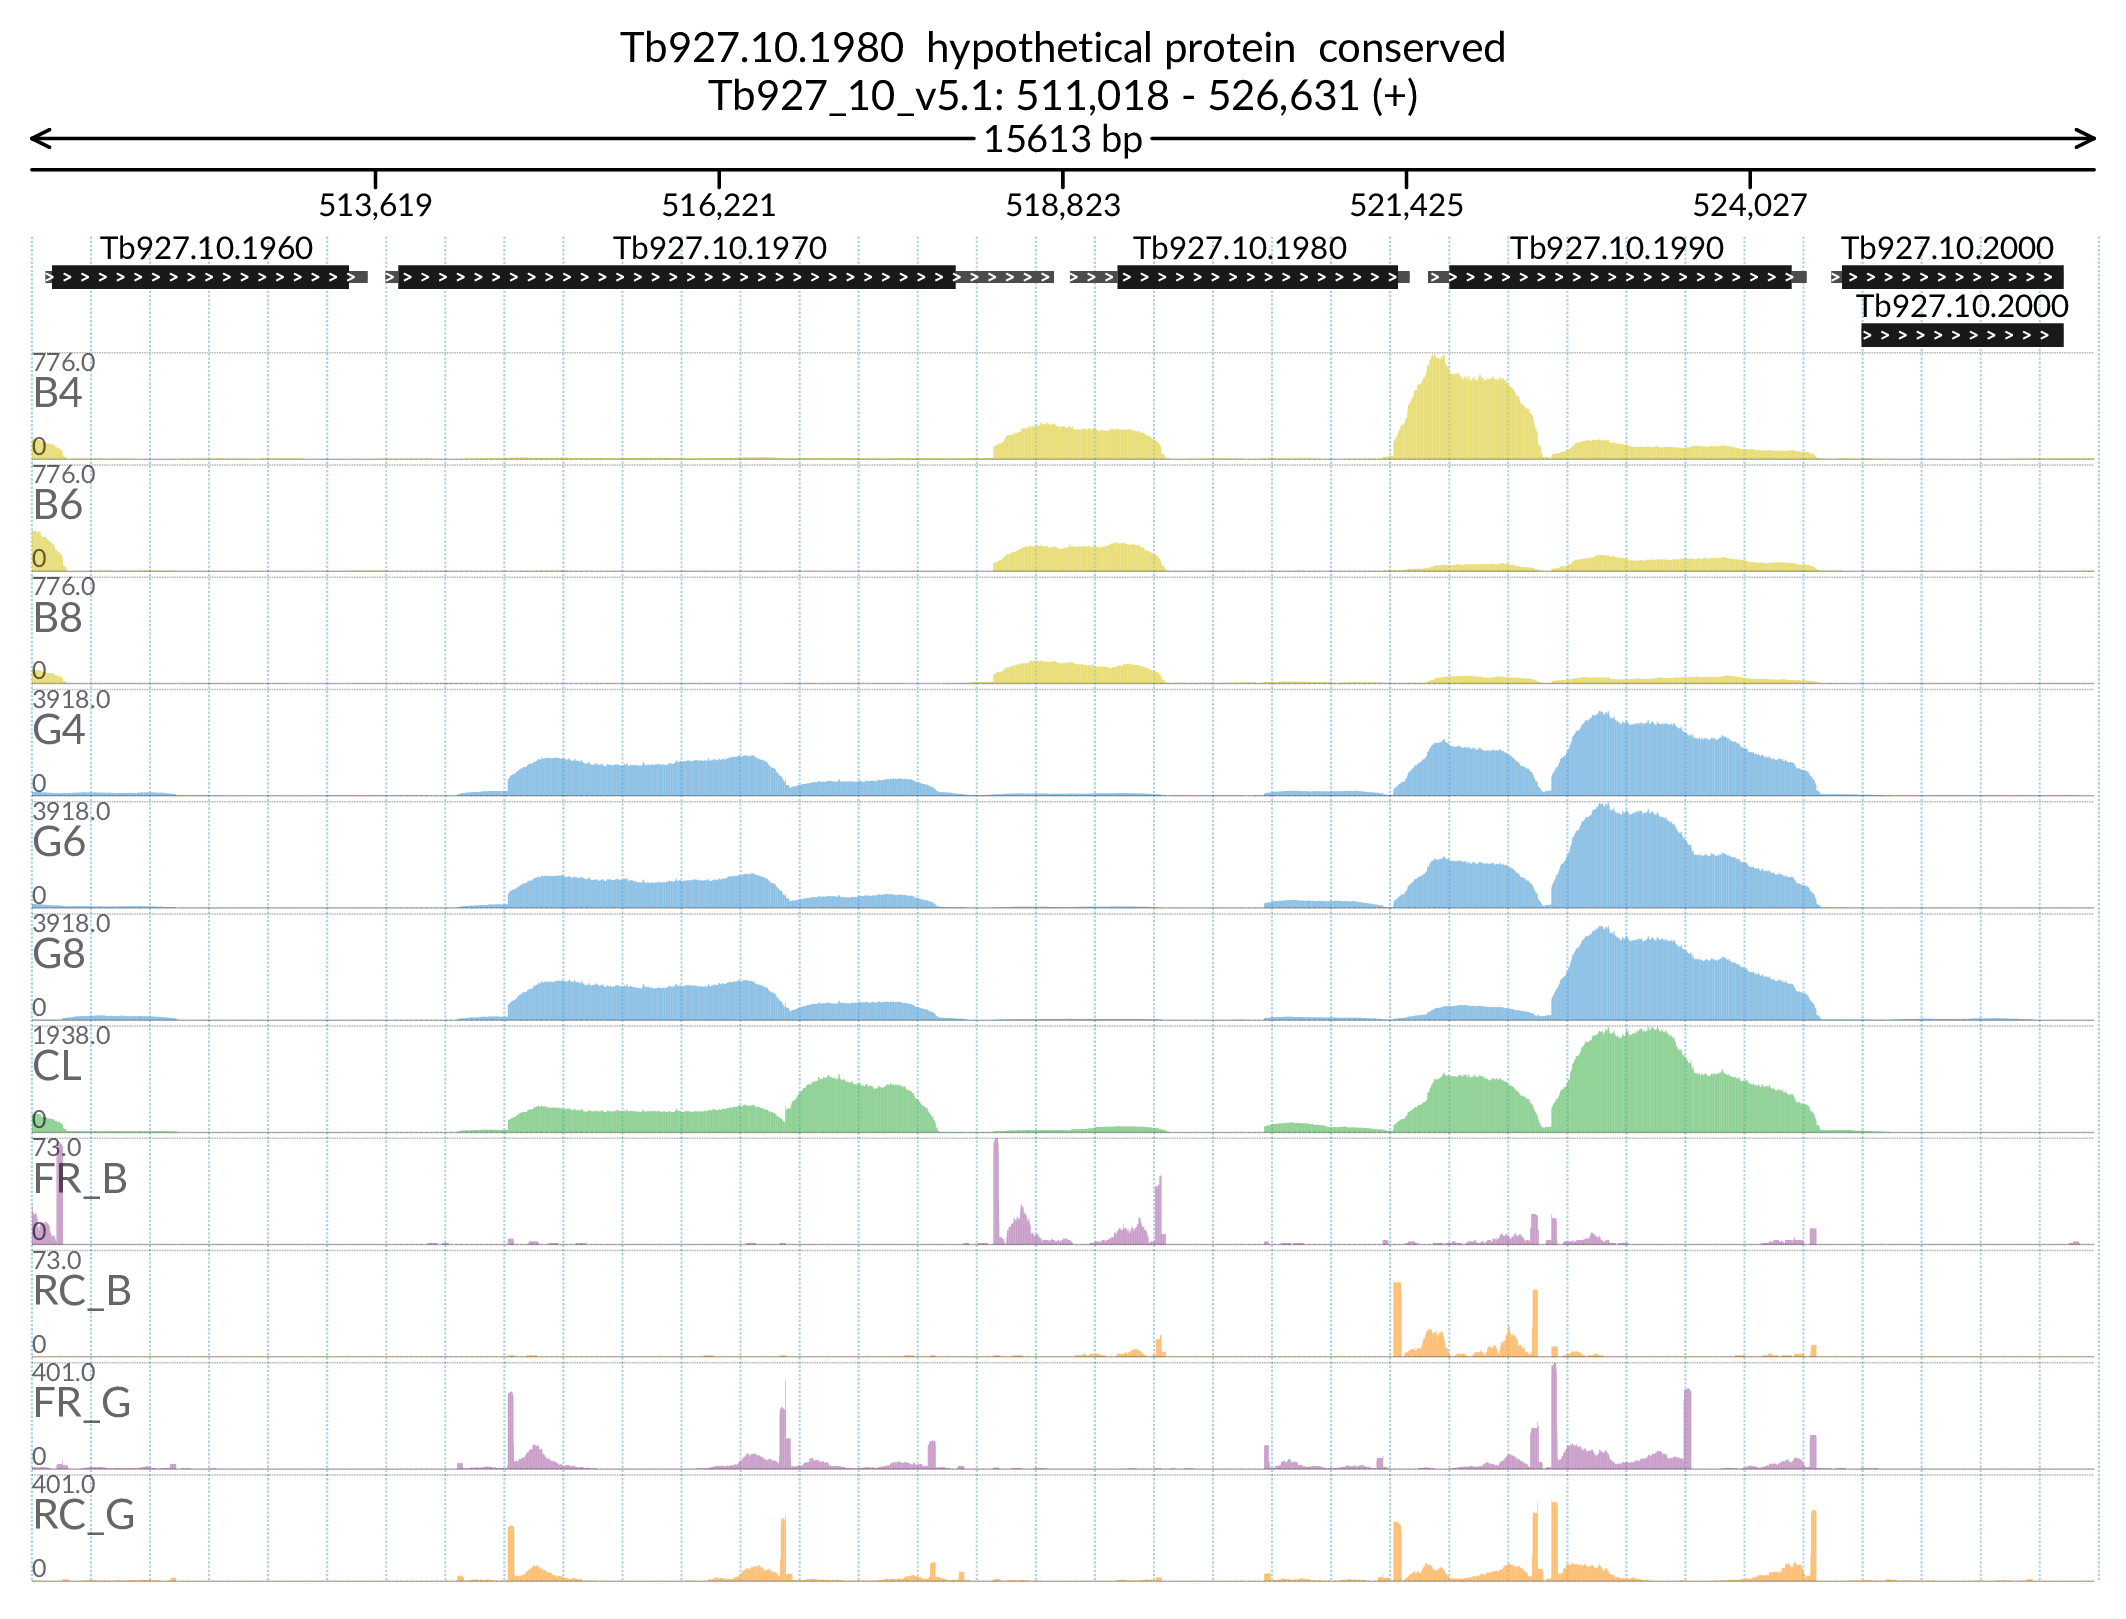 Tb927.10.1980 hypothetical protein conserved
Tb927_10_v5.1: 511,018 - 526,631 (+)
15613 bp
513,619 516,221 518,823 521,425 524,027
Tb927.10.1960 Tb927.10.1970 Tb927.10.1980 Tb927.10.1990 Tb927.10.2000
Tb927.10.2000
776.0
B4
0
776.0
B6
0
776.0
B8
0
3918.0
G4
0
3918.0
G6
0
3918.0
G8
0
1938.0
CL
0
73.0
FR_B
0
73.0
RC_B
0
401.0
FR_G
0
401.0
RC_G
0